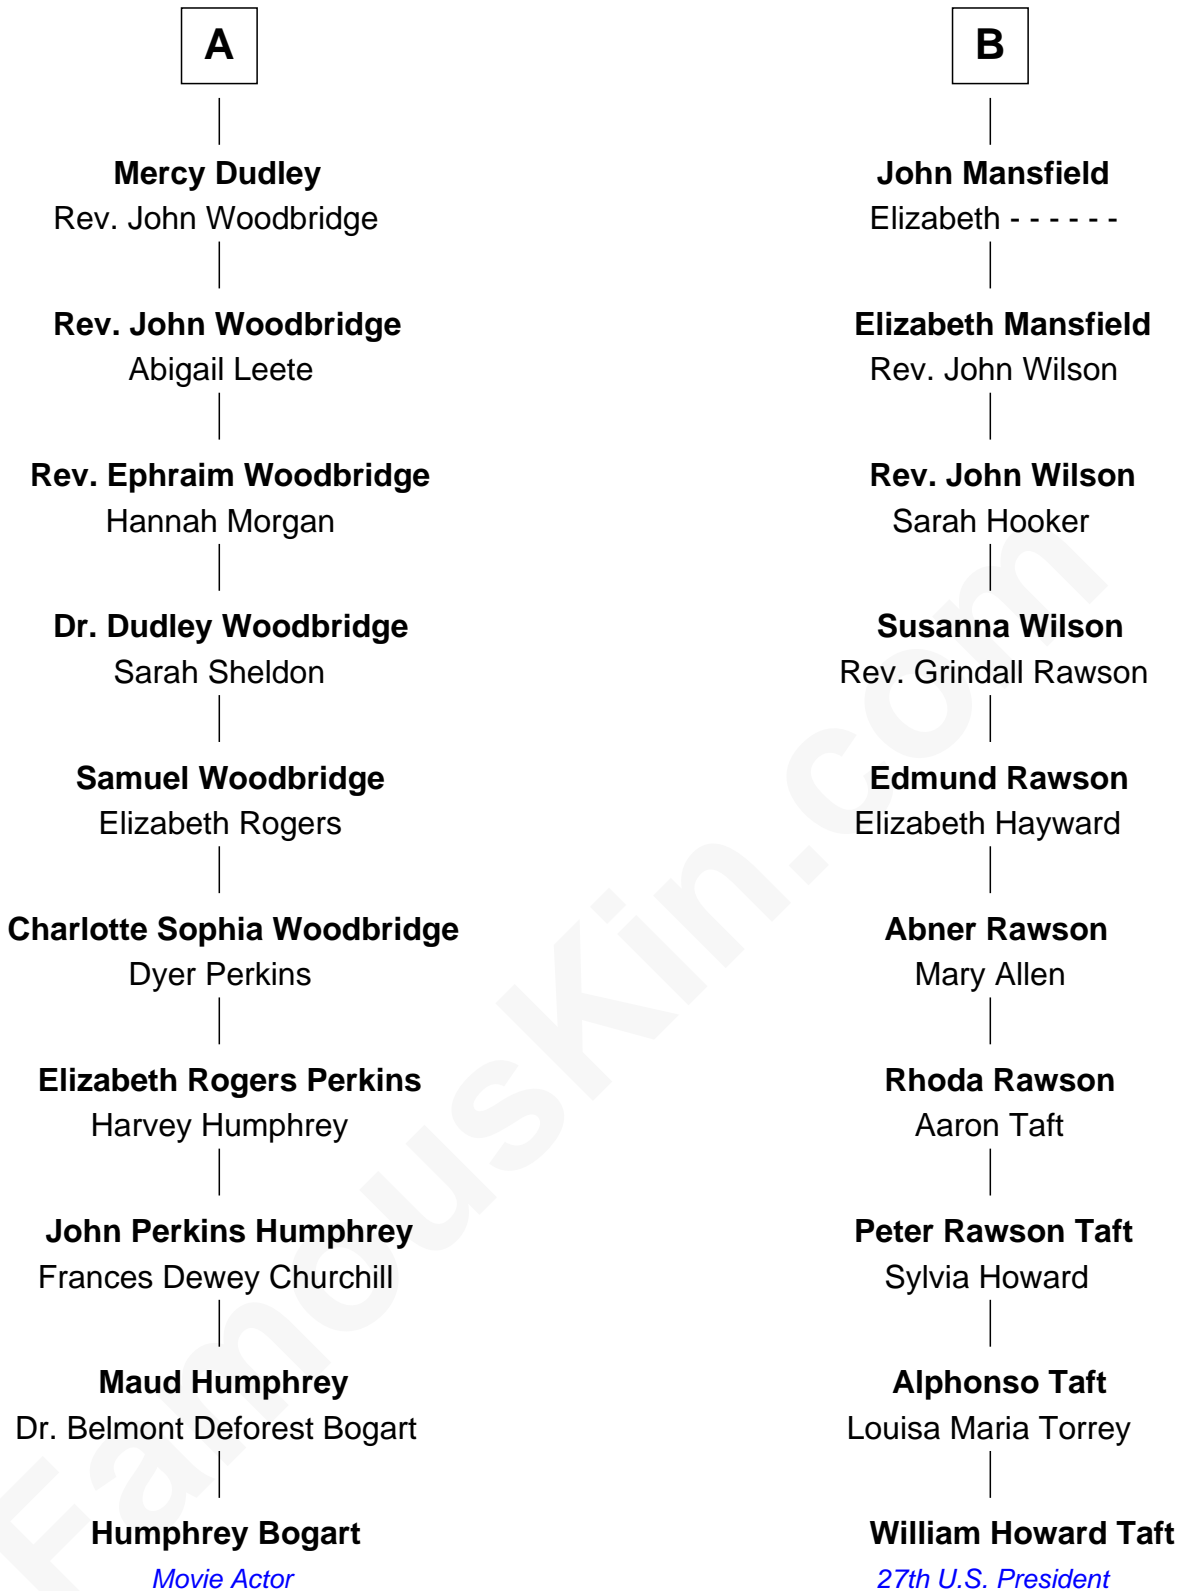 A
Mercy Dudley
Rev. John Woodbridge
Rev. John Woodbridge
Abigail Leete
Rev. Ephraim Woodbridge
Hannah Morgan
Dr. Dudley Woodbridge
Sarah Sheldon
Samuel Woodbridge
Elizabeth Rogers
Charlotte Sophia Woodbridge
Dyer Perkins
Elizabeth Rogers Perkins
Harvey Humphrey
John Perkins Humphrey
Frances Dewey Churchill
Maud Humphrey
Dr. Belmont Deforest Bogart
Humphrey Bogart
Movie Actor
B
John Mansfield
Elizabeth - - - - - -
Elizabeth Mansfield
Rev. John Wilson
Rev. John Wilson
Sarah Hooker
Susanna Wilson
Rev. Grindall Rawson
Edmund Rawson
Elizabeth Hayward
Abner Rawson
Mary Allen
Rhoda Rawson
Aaron Taft
Peter Rawson Taft
Sylvia Howard
Alphonso Taft
Louisa Maria Torrey
William Howard Taft
27th U.S. President
FamousKin.com